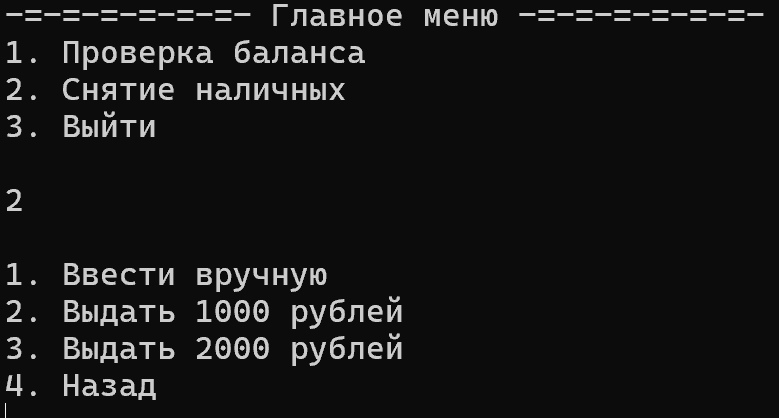 -=-=-=-=-=-=- Главное меню -=-=-=-=-=-=-
1. Проверка баланса
2. Снятие наличных
3. Выйти
2
1. Ввести вручную
2. Выдать 1000 рублей
3. Выдать 2000 рублей
4. Назад